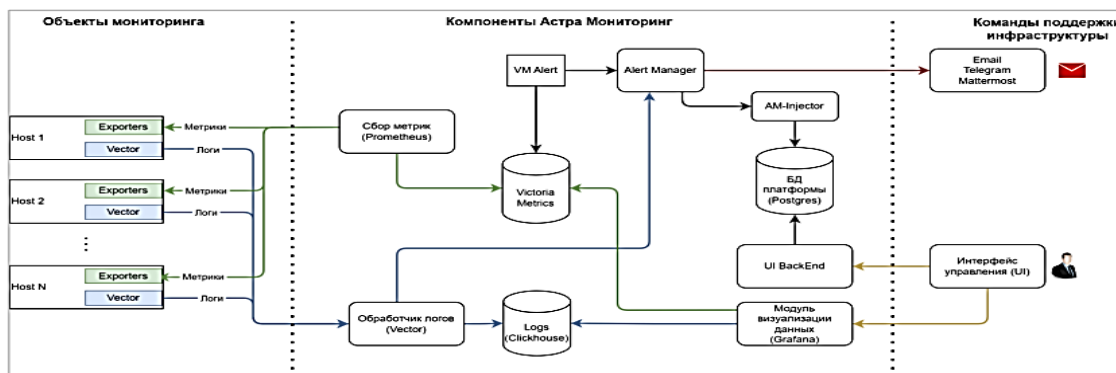 Объекты мониторинга
Компоненты Астра Мониторинг
Команды поддержки
инфраструктуры
VM Alert
Alert Manager
Email
Telegram
Mattermost
AM-Injector
Host 1
Exporters
Метрики
Vector
Логи
Сбор метрик
(Prometheus)
Host 2
Exporters
Метрики
Vector
Логи
Victoria
Metrics
БД
платформы
(Postgres)
Host N
Exporters
Метрики
Vector
Логи
UI BackEnd
Интерфейс
управления (UI)
Обработчик логов
(Vector)
Logs
(Clickhouse)
Модуль
визуализации
данных
(Grafana)